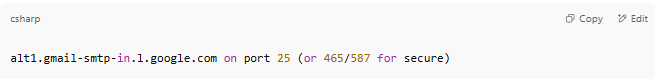 csharp
Copy
Edit
alt1.gmail-smtp-in.l.google.com on port 25 (or 465/587 for secure)